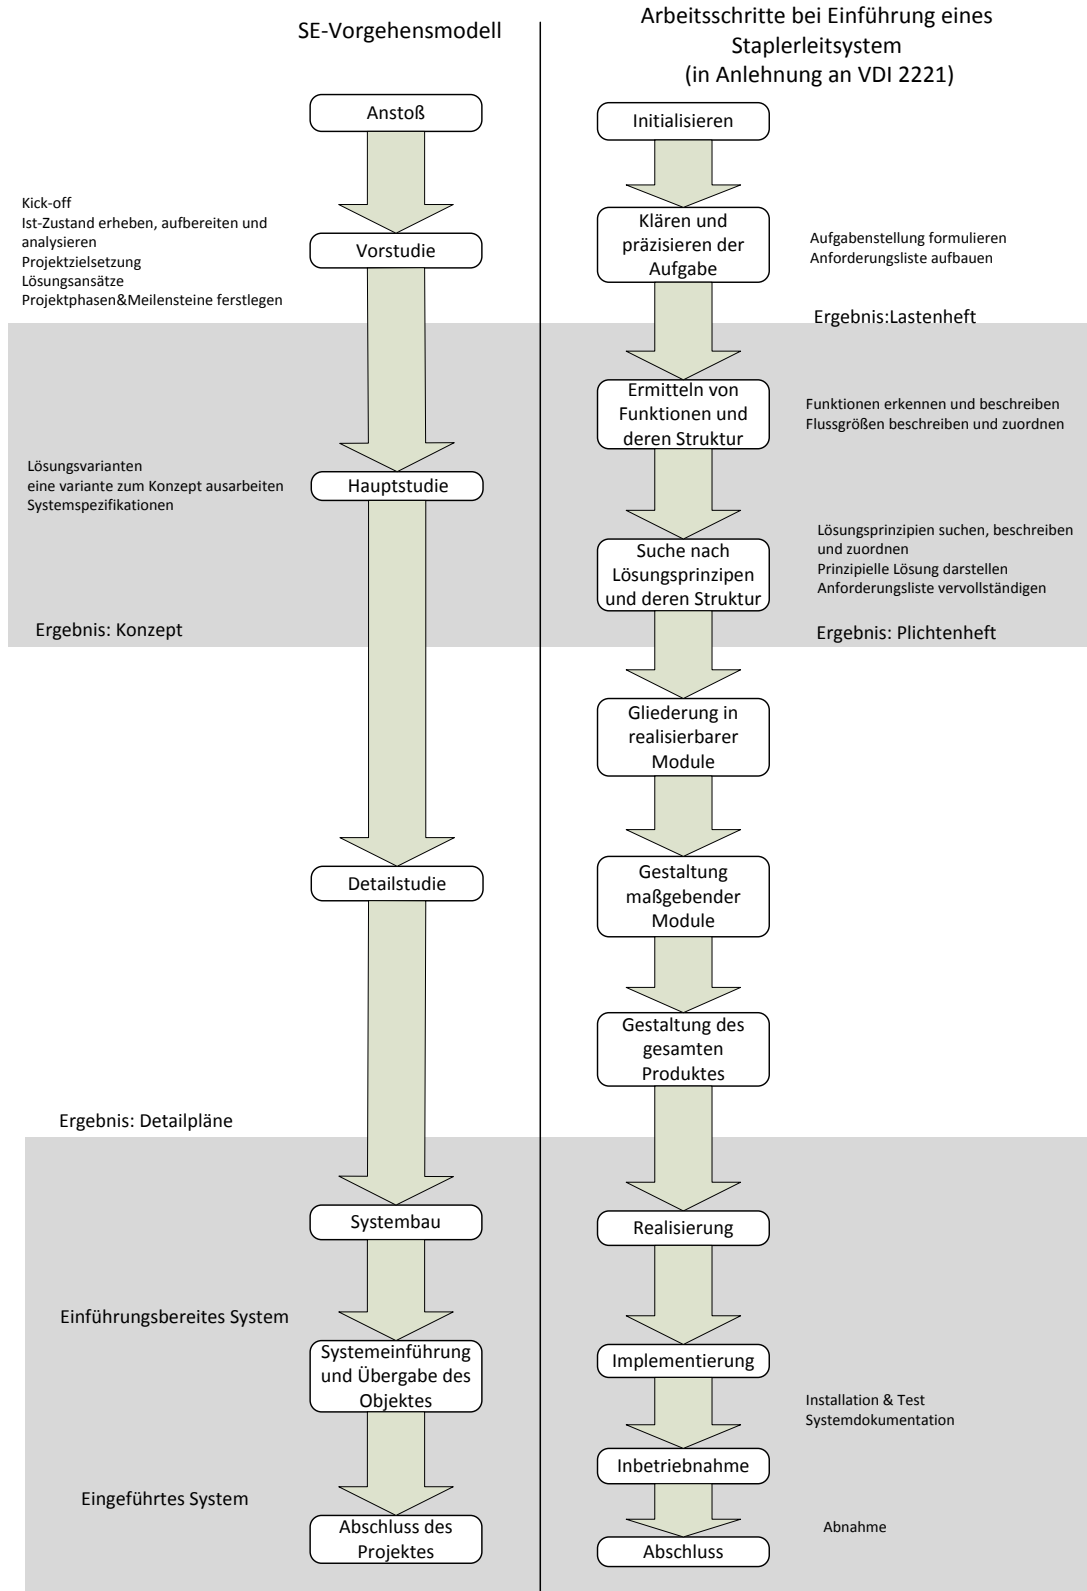 SE-Vorgehensmodell
Arbeitsschritte bei Einführung eines
Staplerleitsystem
(in Anlehnung an VDI 2221)
Anstoß
Initialisieren
Kick-off
Ist-Zustand erheben, aufbereiten und
analysieren
Projektzielsetzung
Lösungsansätze
Projektphasen&Meilensteine ferstlegen
Vorstudie
Klären und
präzisieren der
Aufgabe
Aufgabenstellung formulieren
Anforderungsliste aufbauen
Ergebnis:Lastenheft
Ermitteln von
Funktionen und
deren Struktur
Funktionen erkennen und beschreiben
Flussgrößen beschreiben und zuordnen
Lösungsvarianten
eine variante zum Konzept ausarbeiten
Systemspezifikationen
Hauptstudie
Suche nach
Lösungsprinzipen
und deren Struktur
Lösungsprinzipien suchen, beschreiben
und zuordnen
Prinzipielle Lösung darstellen
Anforderungsliste vervollständigen
Ergebnis: Konzept
Ergebnis: Plichtenheft
Gliederung in
realisierbarer
Module
Detailstudie
Gestaltung
maßgebender
Module
Gestaltung des
gesamten
Produktes
Ergebnis: Detailpläne
Systembau
Realisierung
Einführungsbereites System
Systemeinführung
und Übergabe des
Objektes
Implementierung
Installation & Test
Systemdokumentation
Inbetriebnahme
Eingeführtes System
Abschluss des
Projektes
Abnahme
Abschluss